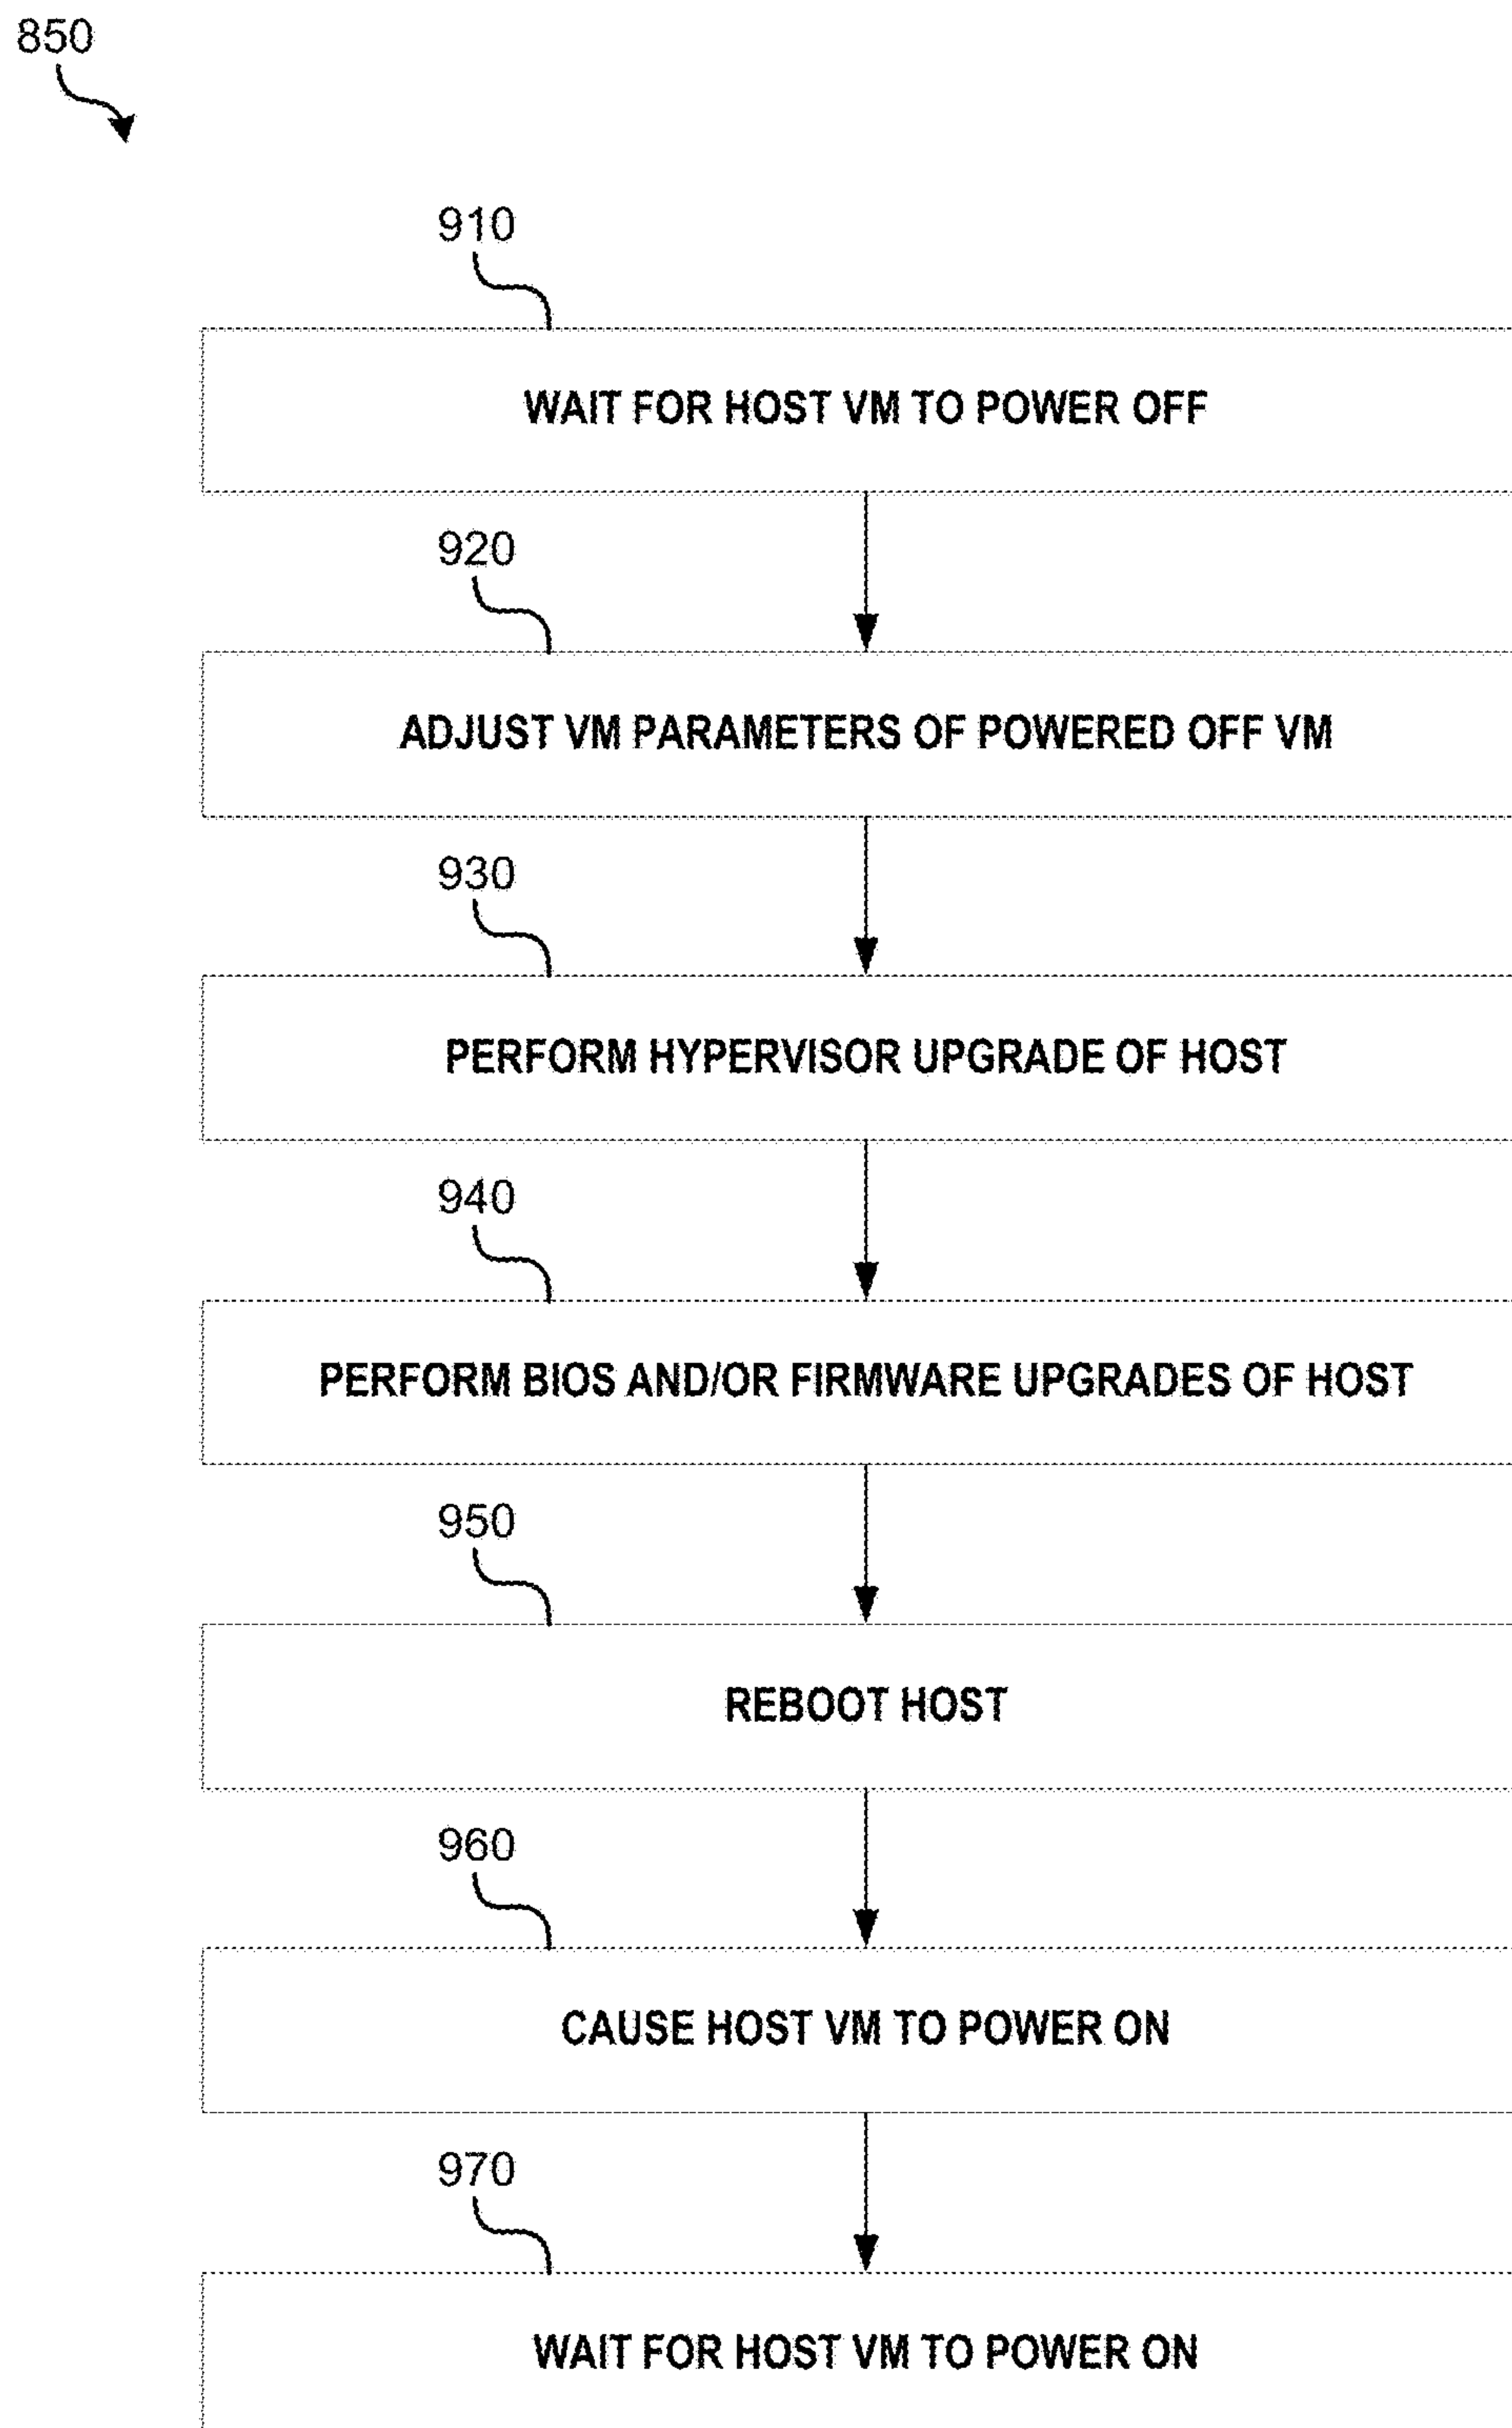 850
910
WAIT FOR HOST VM TO POWER OFF
920
ADJUST VM PARAMETERS OF POWERED OFF VM
930
PERFORM HYPERVISOR UPGRADE OF HOST
940
PERFORM BIOS AND/OR FIRMWARE UPGRADES OF HOST
950
REBOOT HOST
960
CAUSE HOST VM TO POWER ON
970
WAIT FOR HOST VM TO POWER ON